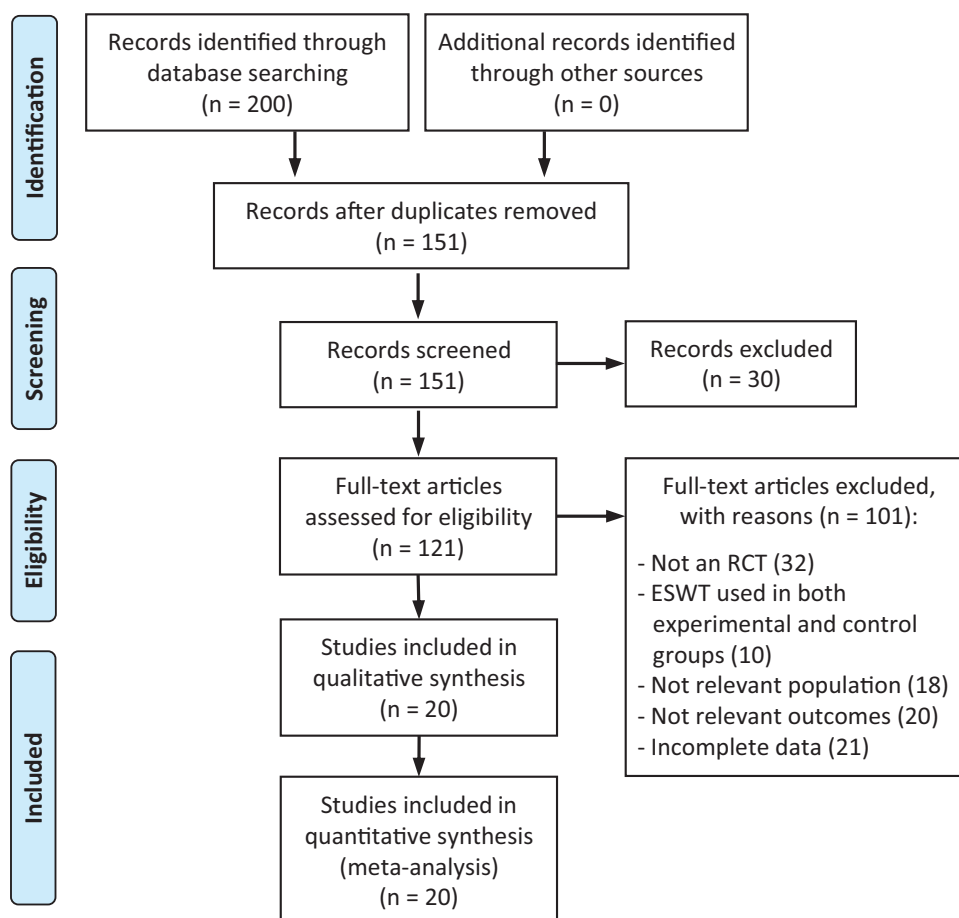 Identification
Records identified through
database searching
(n = 200)
Additional records identified
through other sources
(n = 0)
Records after duplicates removed
(n = 151)
Screening
Records screened
(n = 151)
Records excluded
(n = 30)
Eligibility
Full-text articles
assessed for eligibility
(n = 121)
Full-text articles excluded,
with reasons (n = 101):
- Not an RCT (32)
- ESWT used in both
experimental and control
groups (10)
- Not relevant population (18)
- Not relevant outcomes (20)
- Incomplete data (21)
Included
Studies included in
qualitative synthesis
(n = 20)
Studies included in
quantitative synthesis
(meta-analysis)
(n = 20)